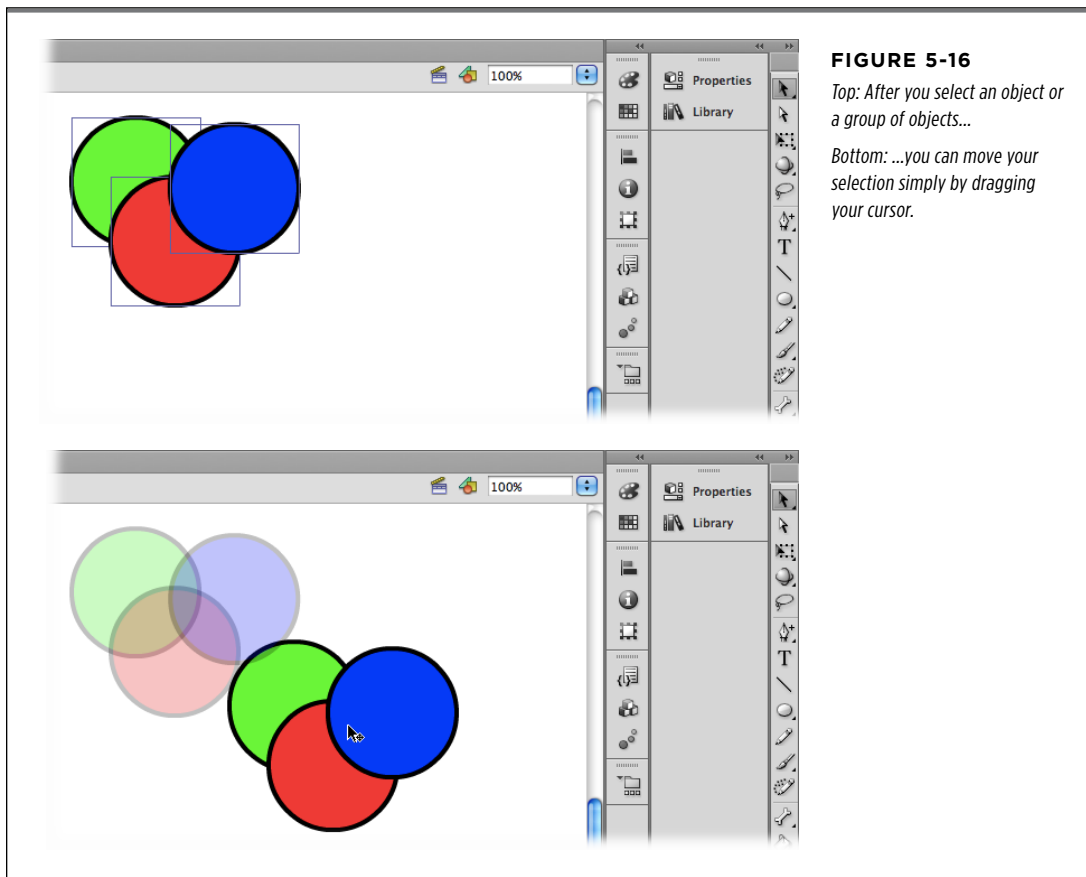 100%
Properties
Library
T
FIGURE 5-16
Top: After you select an object or
a group of objects...
Bottom: ...you can move your
selection simply by dragging
your cursor.
100%
Properties
Library
T